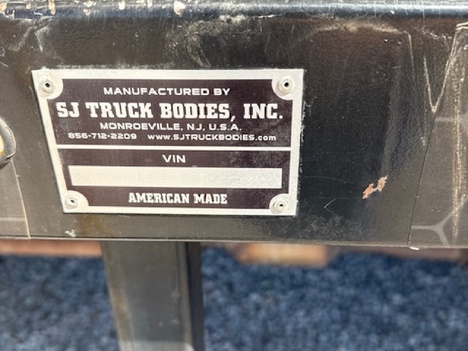 MANUFACTURED BY
SJ TRUCK BODIES, INC.
MONROEVILLE, N.J, U.S.A.
856-712-2209 www.SJTRUCKBODIES.com
VIN
AMERICAN MADE